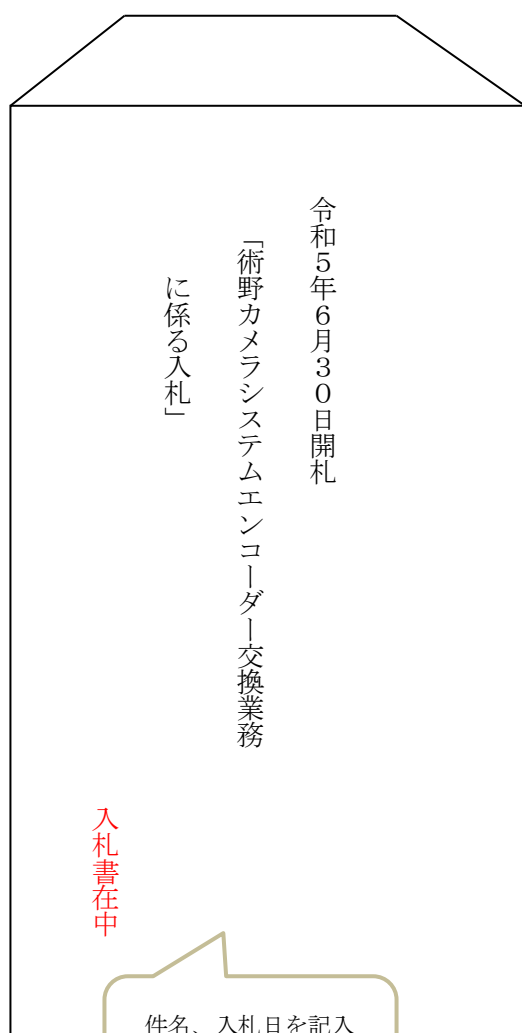 令和５年６月３０日開札
「術野カメラシステムエンコーダー交換業務
に係る入札」
入札書在中
件名、入札日を記入